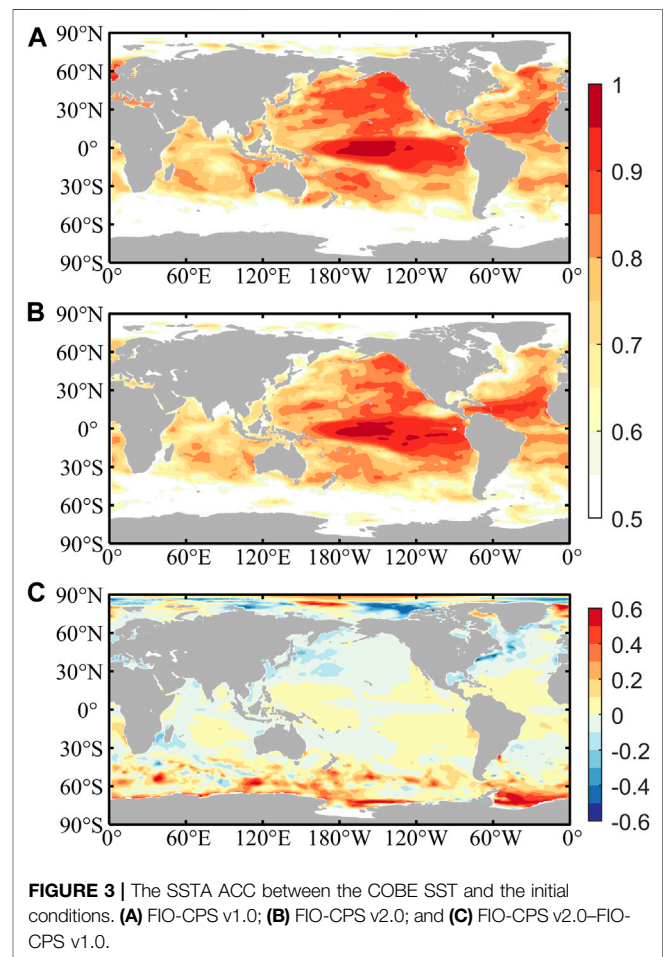 A
90°N
60°N
30°N
0°
30°S
60°S
90°S
0° 60°E 120°E 180°W 120°W 60°W 0°
B
90°N
60°N
30°N
0°
30°S
60°S
90°S
0° 60°E 120°E 180°W 120°W 60°W 0°
1
0.9
0.8
0.7
0.6
0.5
C
90°N
60°N
30°N
0°
30°S
60°S
90°S
0° 60°E 120°E 180°W 120°W 60°W 0°
0.6
0.4
0.2
0
-0.2
-0.4
-0.6
FIGURE 3 | The SSTA ACC between the COBE SST and the initial
conditions. (A) FIO-CPS v1.0; (B) FIO-CPS v2.0; and (C) FIO-CPS v2.0–FIO-
CPS v1.0.